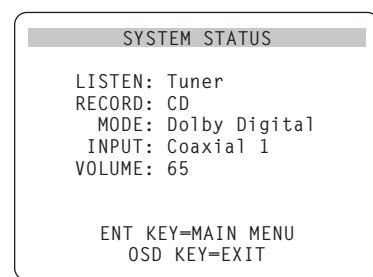 SYSTEM STATUS
LISTEN: Tuner
RECORD: CD
MODE: Dolby Digital
INPUT: Coaxial 1
VOLUME: 65
ENT KEY=MAIN MENU
OSD KEY=EXIT